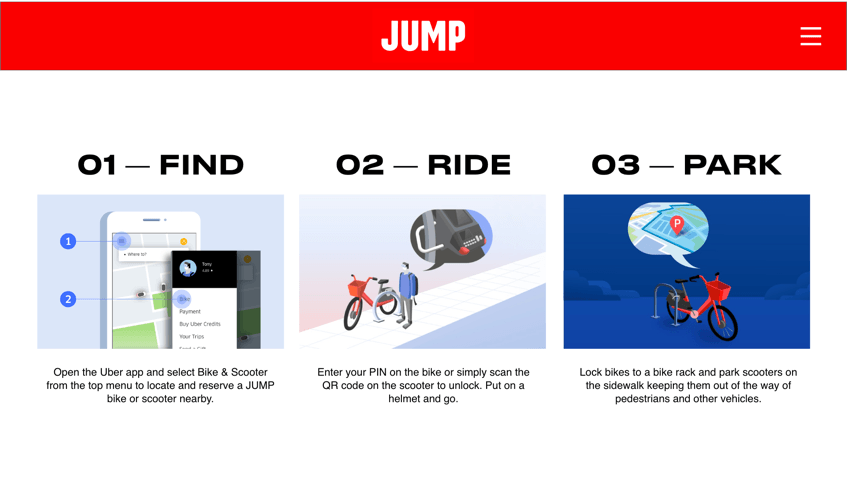 JUMP
01 — FIND
02 — RIDE
03 — PARK
1
Where to?
2
Tony
Payment
Buy Uber Credits
Your Trips
P
Open the Uber app and select Bike & Scooter
from the top menu to locate and reserve a JUMP
bike or scooter nearby.
Enter your PIN on the bike or simply scan the
QR code on the scooter to unlock. Put on a
helmet and go.
Lock bikes to a bike rack and park scooters on
the sidewalk keeping them out of the way of
pedestrians and other vehicles.